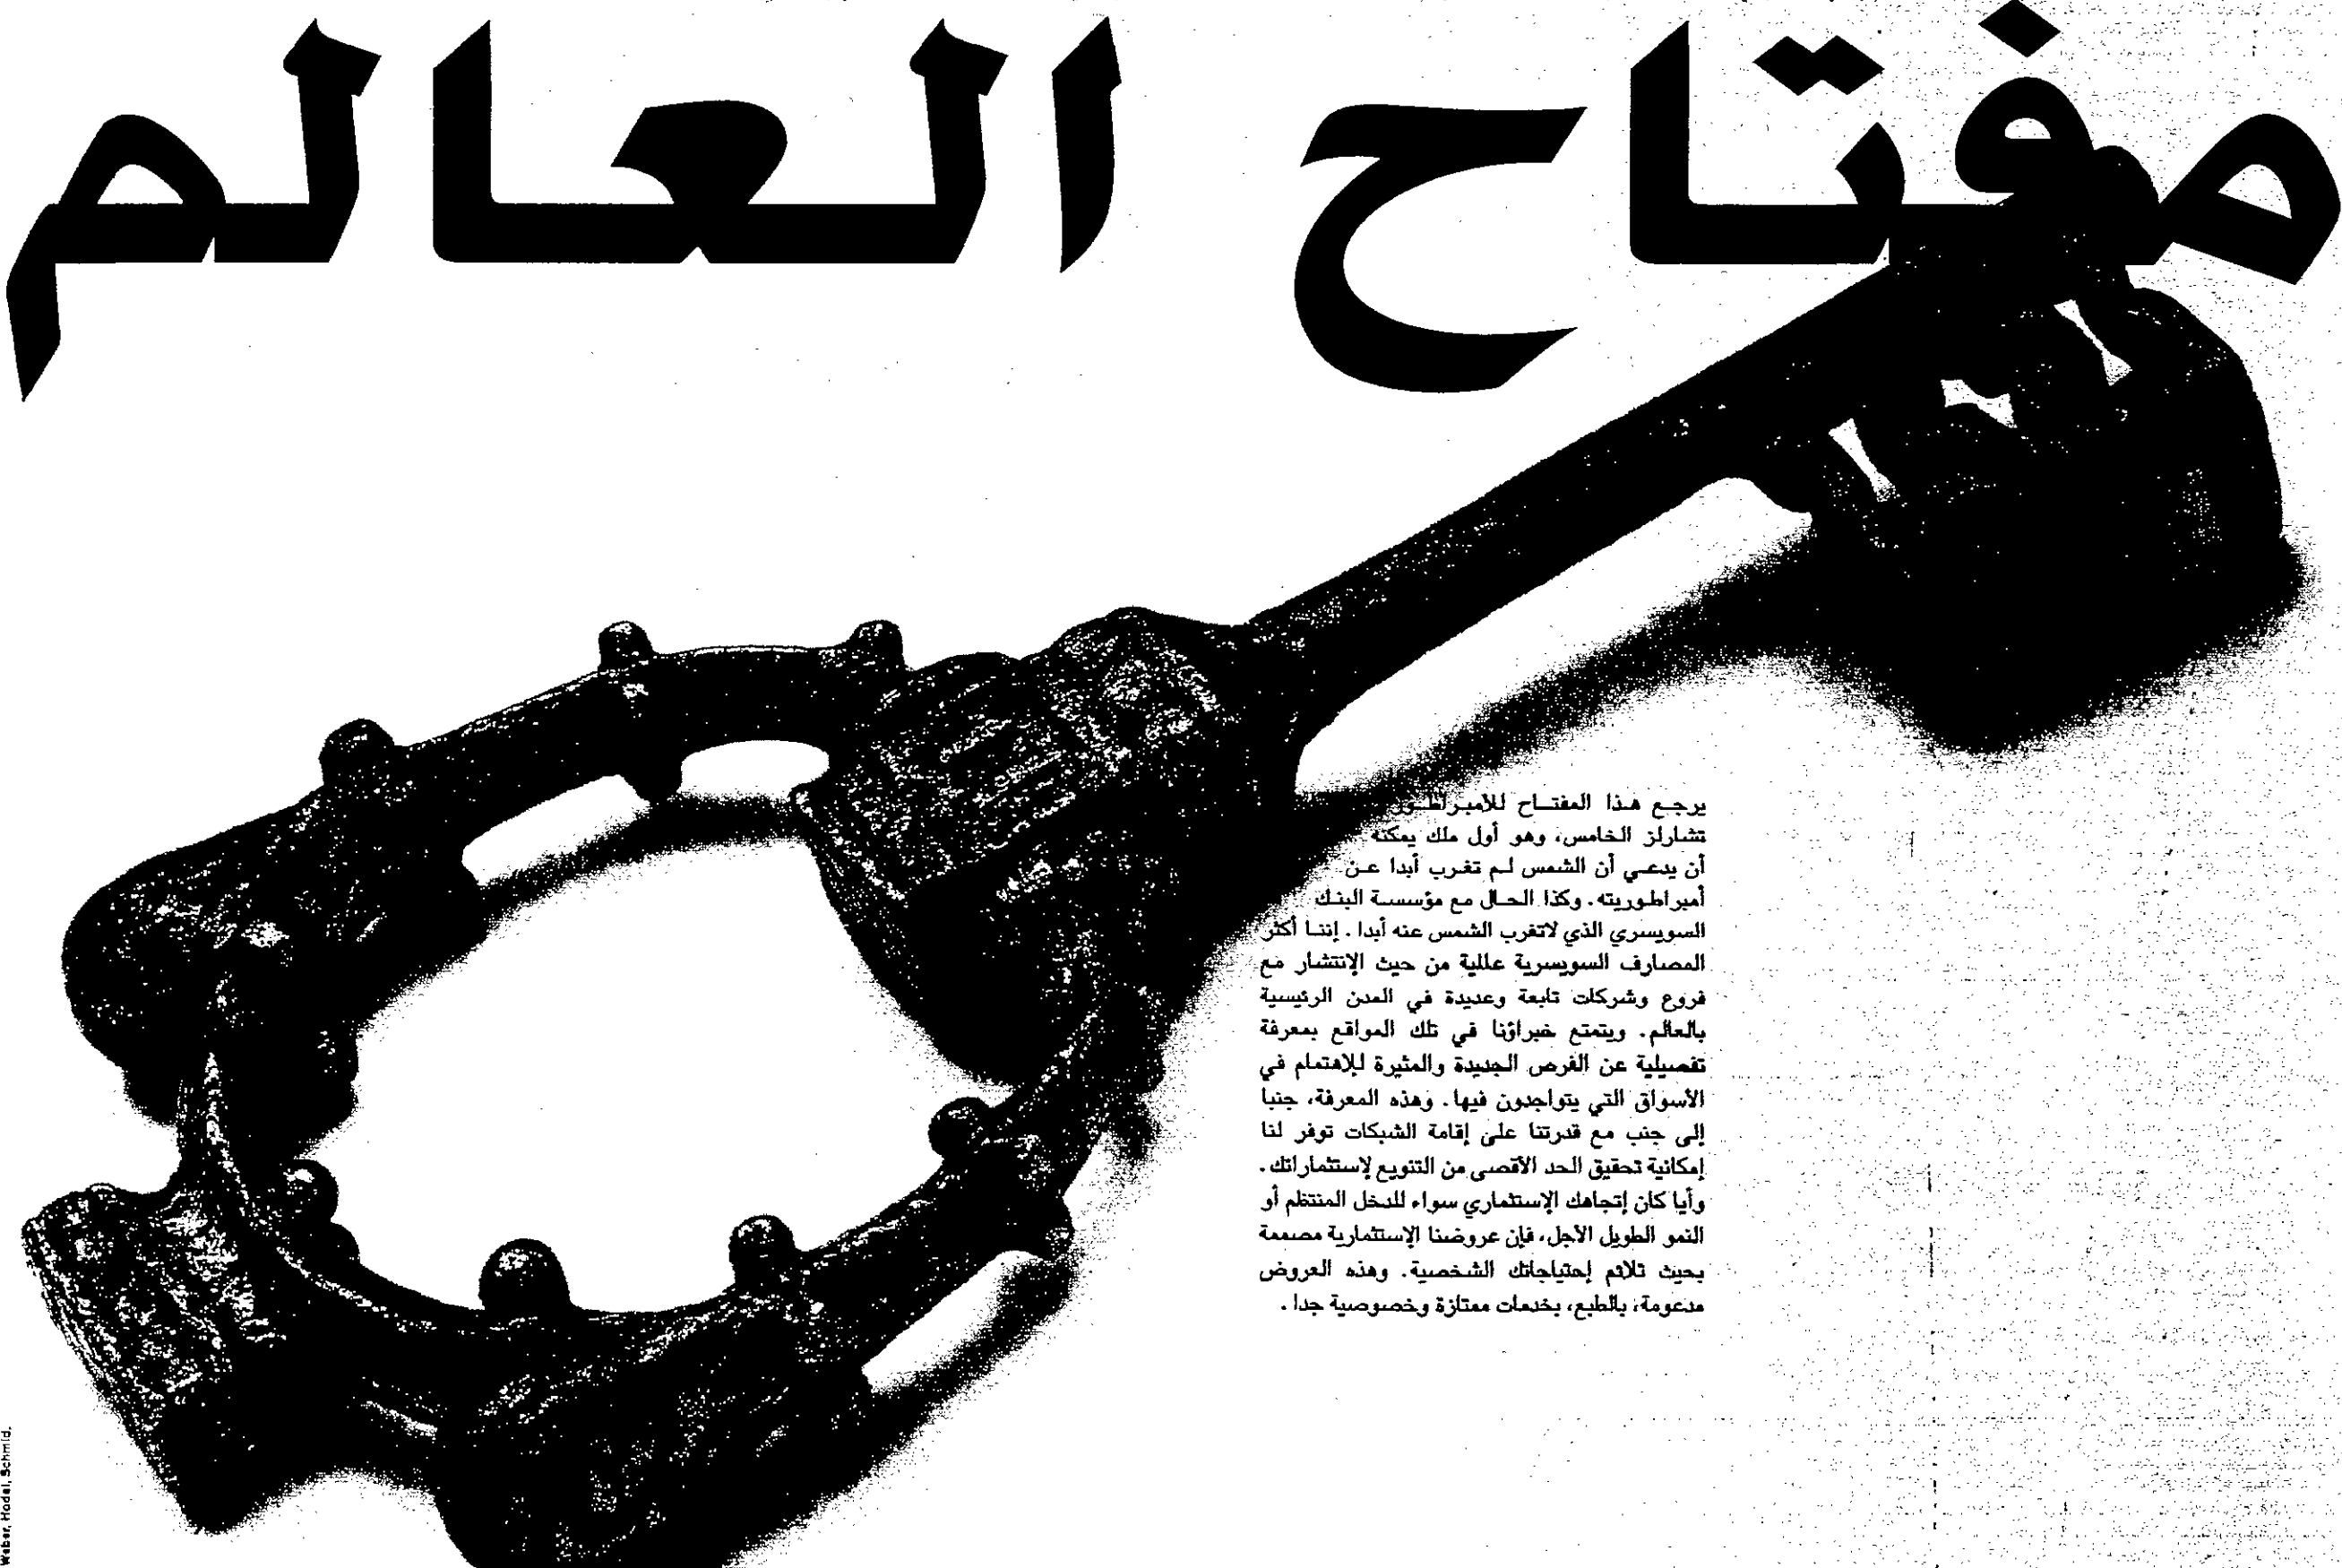 مفتاح العالم
يرجع هذا المفتاح للأمبراطور
تشارلز الخامس، وهو أول ملك يمكنه
أن يدعي أن الشمس لم تغرب أبدا عن
أمبراطوريته. وكذا الحال مع مؤسسة البنك
السويسري الذي لاتغرب الشمس عنه أبدا. إننا أكثر
المصارف السويسرية عالمية من حيث الإنتشار مع
فروع وشركات تابعة وعديدة في المدن الرئيسية
بالعالم. ويتمتع خبراؤنا في تلك المواقع بمعرفة
تفصيلية عن الفرص الجديدة والمثيرة للإهتمام في
الأسواق التي يتواجدون فيها. وهذه المعرفة، جنبا
إلى جنب مع قدرتنا على إقامة الشبكات توفر لنا
إمكانية تحقيق الحد الأقصى من التنويع لإستثماراتك.
وأيا كان إتجاهك الإستثماري سواء للدخل المنتظم أو
النمو الطويل الأجل، فإن عروضنا الإستثمارية مصممة
بحيث تلائم إحتياجاتك الشخصية. وهذه العروض
مدعومة، بالطبع، بخدمات ممتازة وخصوصية جدا.
Weber, Hodel, Schmid.